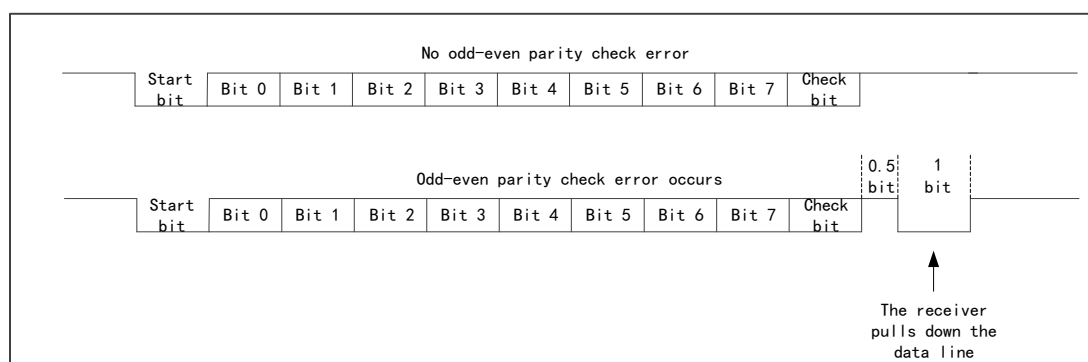 No odd-even parity check error
Start bit Bit 0 Bit 1 Bit 2 Bit 3 Bit 4 Bit 5 Bit 6 Bit 7 Check bit
0.5 bit 1 bit
Odd-even parity check error occurs
Start bit Bit 0 Bit 1 Bit 2 Bit 3 Bit 4 Bit 5 Bit 6 Bit 7 Check bit
The receiver
pulls down the
data line